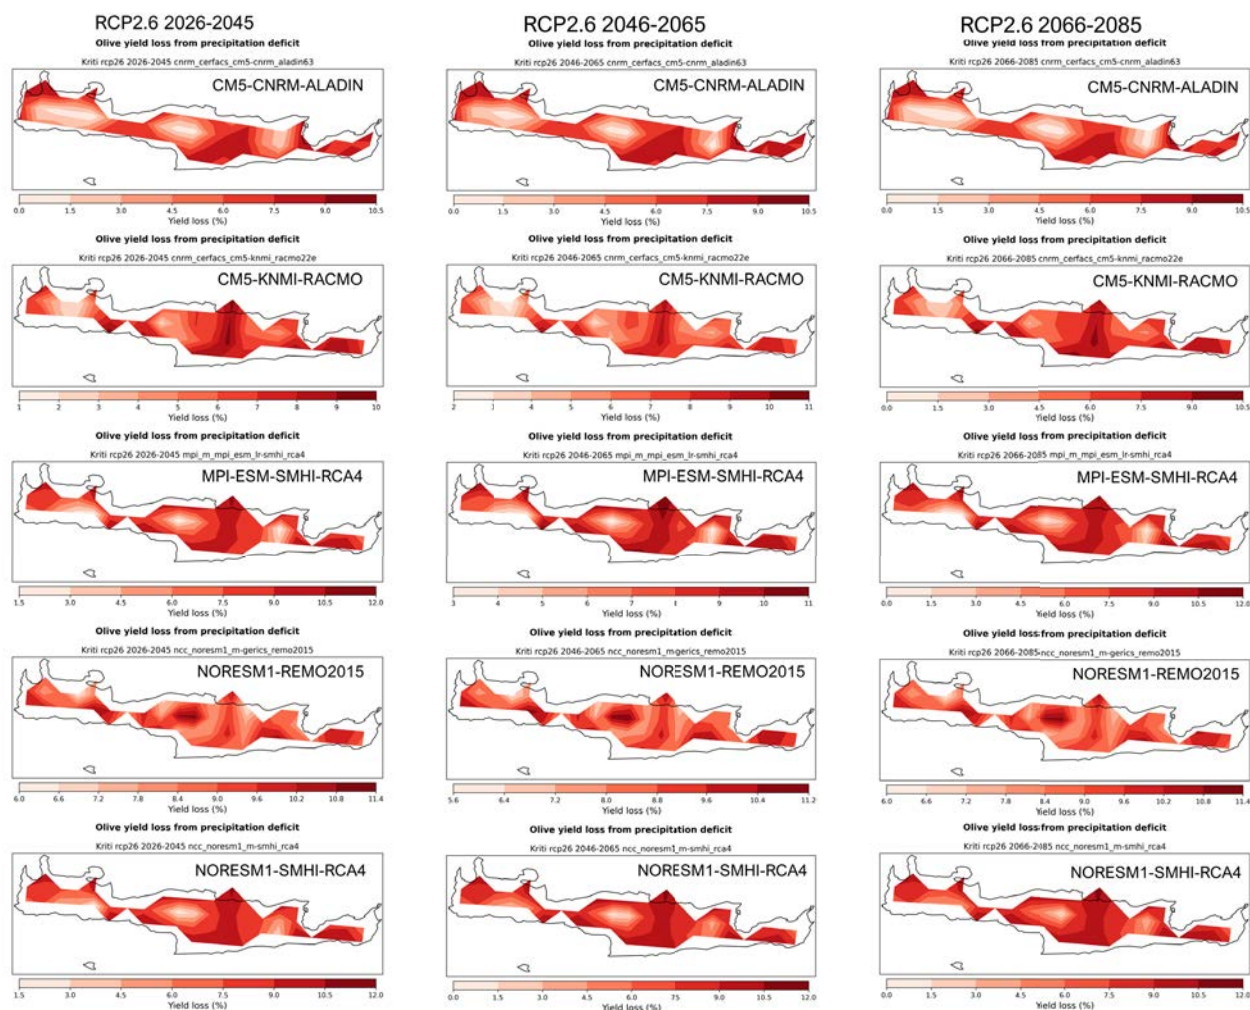 RCP2.6 2026-2045
RCP2.6 2046-2065
RCP2.6 2066-2085
Olive yield loss from precipitation deficit
Olive yield loss from precipitation deficit
Olive yield loss from precipitation deficit
Kriti rcp26 2026-2045 cnrm_cerfacs_cm5-cnrm_aladin63
Kriti rcp26 2046-2065 cnrm_cerfacs_cm5-cnrm_aladin63
Kriti rcp26 2066-2085 cnrm_cerfacs_cm5-cnrm_aladin63
CM5-CNRM-ALADIN
CM5-CNRM-ALADIN
CM5-CNRM-ALADIN
0.0 1.5 3.0 4.5 6.0 7.5 9.0 10.5
0.0 1.5 3.0 4.5 6.0 7.5 9.0 10.5
0.0 1.5 3.0 4.5 6.0 7.5 9.0 10.5
Yield loss (%)
Yield loss (%)
Yield loss (%)
Olive yield loss from precipitation deficit
Olive yield loss from precipitation deficit
Olive yield loss from precipitation deficit
Kriti rcp26 2026-2045 cnrm_cerfacs_cm5-knmi_racmo22e
Kriti rcp26 2046-2065 cnrm_cerfacs_cm5-knmi_racmo22e
Kriti rcp26 2066-2085 cnrm_cerfacs_cm5-knmi_racmo22e
CM5-KNMI-RACMO
CM5-KNMI-RACMO
CM5-KNMI-RACMO
1 2 3 4 5 6 7 8 9 10
2 4 5 6 7 8 9 10 11
0.0 1.5 3.0 4.5 6.0 7.5 9.0 10.5
Yield loss (%)
Yield loss (%)
Yield loss (%)
Olive yield loss from precipitation deficit
Olive yield loss from precipitation deficit
Olive yield loss from precipitation deficit
Kriti rcp26 2026-2045 mpi_m_mpi_esm_lr-smhi_rca4
Kriti rcp26 2046-2065 mpi_m_mpi_esm_lr-smhi_rca4
Kriti rcp26 2066-2085 mpi_m_mpi_esm_lr-smhi_rca4
MPI-ESM-SMHI-RCA4
MPI-ESM-SMHI-RCA4
MPI-ESM-SMHI-RCA4
1.5 3.0 4.5 6.0 7.5 9.0 10.5 12.0
3 4 5 6 7 9 10 11
0.0 1.5 3.0 4.5 6.0 7.5 9.0 10.5 12.0
Yield loss (%)
Yield loss (%)
Yield loss (%)
Olive yield loss from precipitation deficit
Olive yield loss from precipitation deficit
Olive yield loss from precipitation deficit
Kriti rcp26 2026-2045 ncc_noresm1_m-gerics_remo2015
Kriti rcp26 2046-2065 ncc_noresm1_m-gerics_remo2015
Kriti rcp26 2066-2085 ncc_noresm1_m-gerics_remo2015
NORESM1-REMO2015
NORESM1-REMO2015
NORESM1-REMO2015
6.0 6.6 7.2 7.8 8.4 9.0 9.6 10.2 10.8 11.4
5.6 6.4 7.2 8.0 8.8 9.6 10.4 11.2
6.0 6.6 7.2 7.8 8.4 9.0 9.6 10.2 10.8 11.4
Yield loss (%)
Yield loss (%)
Yield loss (%)
Olive yield loss from precipitation deficit
Olive yield loss from precipitation deficit
Olive yield loss from precipitation deficit
Kriti rcp26 2026-2045 ncc_noresm1_m-smhi_rca4
Kriti rcp26 2046-2065 ncc_noresm1_m-smhi_rca4
Kriti rcp26 2066-2085 ncc_noresm1_m-smhi_rca4
NORESM1-SMHI-RCA4
NORESM1-SMHI-RCA4
NORESM1-SMHI-RCA4
1.5 3.0 4.5 6.0 7.5 9.0 10.5 12.0
0.0 1.5 3.0 4.5 6.0 7.5 9.0 10.5 12.0
0.0 1.5 3.0 4.5 6.0 7.5 9.0 10.5 12.0
Yield loss (%)
Yield loss (%)
Yield loss (%)